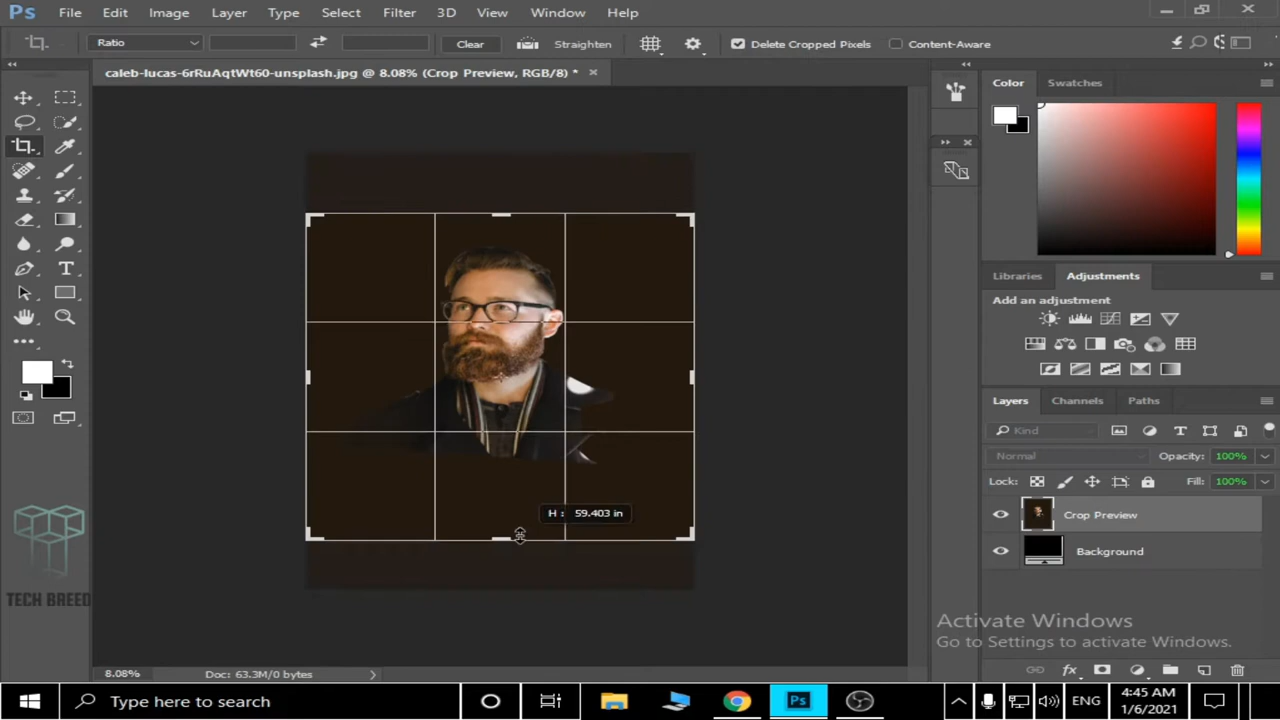 Ps File Edit Image Layer Type Select Filter 3D View Window Help
Ratio Clear Straighten Delete Cropped Pixels Content-Aware
caleb-lucas-6rRuAqtWt60-unsplash.jpg @ 8.08% (Crop Preview, RGB/8) *
Color Swatches
Libraries Adjustments
Add an adjustment
Layers Channels Paths
Kind
Normal Opacity: 100%
Lock: Fill: 100%
Crop Preview
Background
H : 59.403 in
TECH BREED
Activate Windows
Go to Settings to activate Windows.
8.08% Doc: 63.3M/0 bytes
Type here to search
Ps
ENG
4:45 AM
1/6/2021